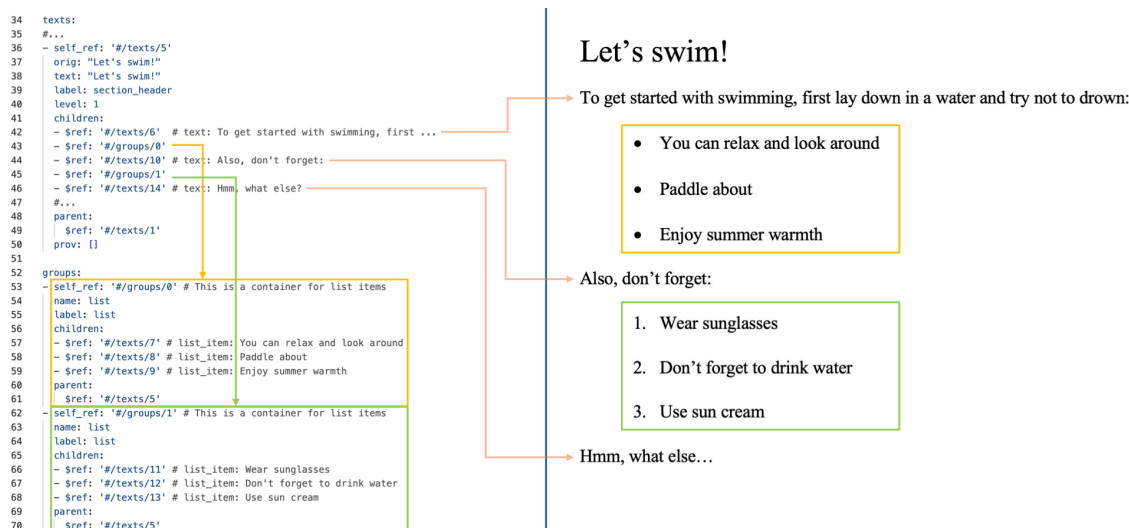 34 texts:
35 #...
36 - self_ref: '#/texts/5'
37 orig: "Let's swim!"
38 text: "Let's swim!"
39 label: section_header
40 level: 1
41 children:
42 - $ref: '#/texts/6' # text: To get started with swimming, first ...
43 - $ref: '#/groups/0'
44 - $ref: '#/texts/10' # text: Also, don't forget:
45 - $ref: '#/groups/1'
46 - $ref: '#/texts/14' # text: Hmm, what else?
47 #...
48 parent:
49 $ref: '#/texts/1'
50 prov: []
51
52 groups:
53 - self_ref: '#/groups/0' # This is a container for list items
54 name: list
55 label: list
56 children:
57 - $ref: '#/texts/7' # list_item: You can relax and look around
58 - $ref: '#/texts/8' # list_item: Paddle about
59 - $ref: '#/texts/9' # list_item: Enjoy summer warmth
60 parent:
61 $ref: '#/texts/5'
62 - self_ref: '#/groups/1' # This is a container for list items
63 name: list
64 label: list
65 children:
66 - $ref: '#/texts/11' # list_item: Wear sunglasses
67 - $ref: '#/texts/12' # list_item: Don't forget to drink water
68 - $ref: '#/texts/13' # list_item: Use sun cream
69 parent:
70 $ref: '#/texts/5'
Let's swim!
To get started with swimming, first lay down in a water and try not to drown:
• You can relax and look around
• Paddle about
• Enjoy summer warmth
Also, don't forget:
1. Wear sunglasses
2. Don't forget to drink water
3. Use sun cream
Hmm, what else…